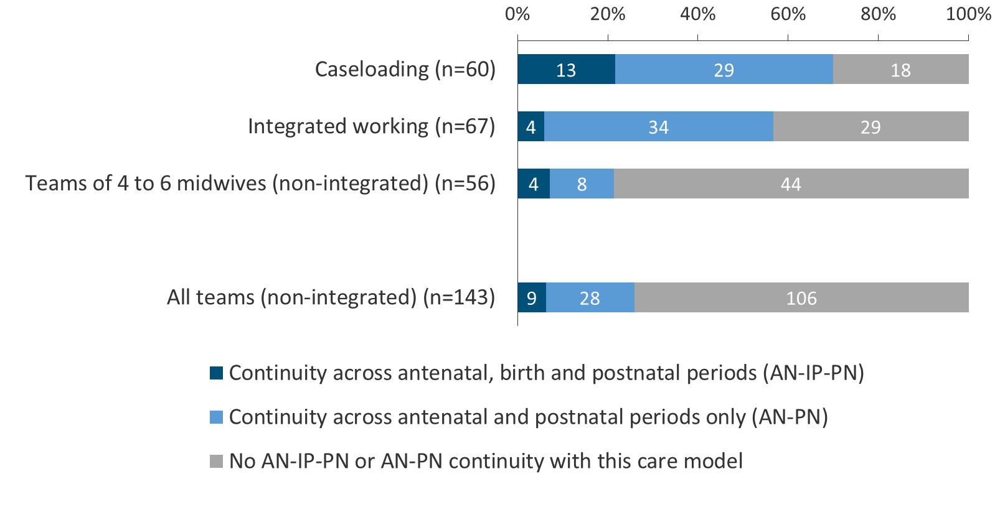 0% 20% 40% 60% 80% 100%
Caseloading (n=60) 13 29 18
Integrated working (n=67) 4 34 29
Teams of 4 to 6 midwives (non-integrated) (n=56) 4 8 44
All teams (non-integrated) (n=143) 9 28 106
Continuity across antenatal, birth and postnatal periods (AN-IP-PN)
Continuity across antenatal and postnatal periods only (AN-PN)
No AN-IP-PN or AN-PN continuity with this care model